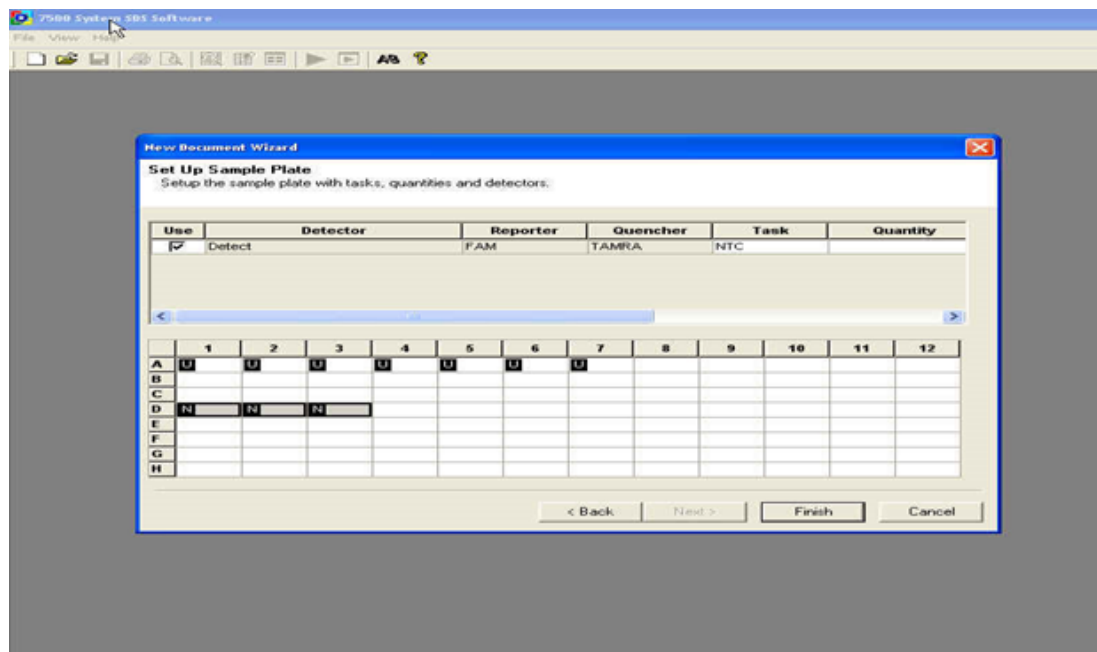 7500 System SDS Software
File View Help
New Document Wizard
Set Up Sample Plate
Setup the sample plate with tasks, quantities and detectors.
Use Detector Reporter Quencher Task Quantity
Detect FAM TAMRA NTC
1 2 3 4 5 6 7 8 9 10 11 12
A U U U U U U U
B
C
D N N N
E
F
G
H
< Back Next > Finish Cancel